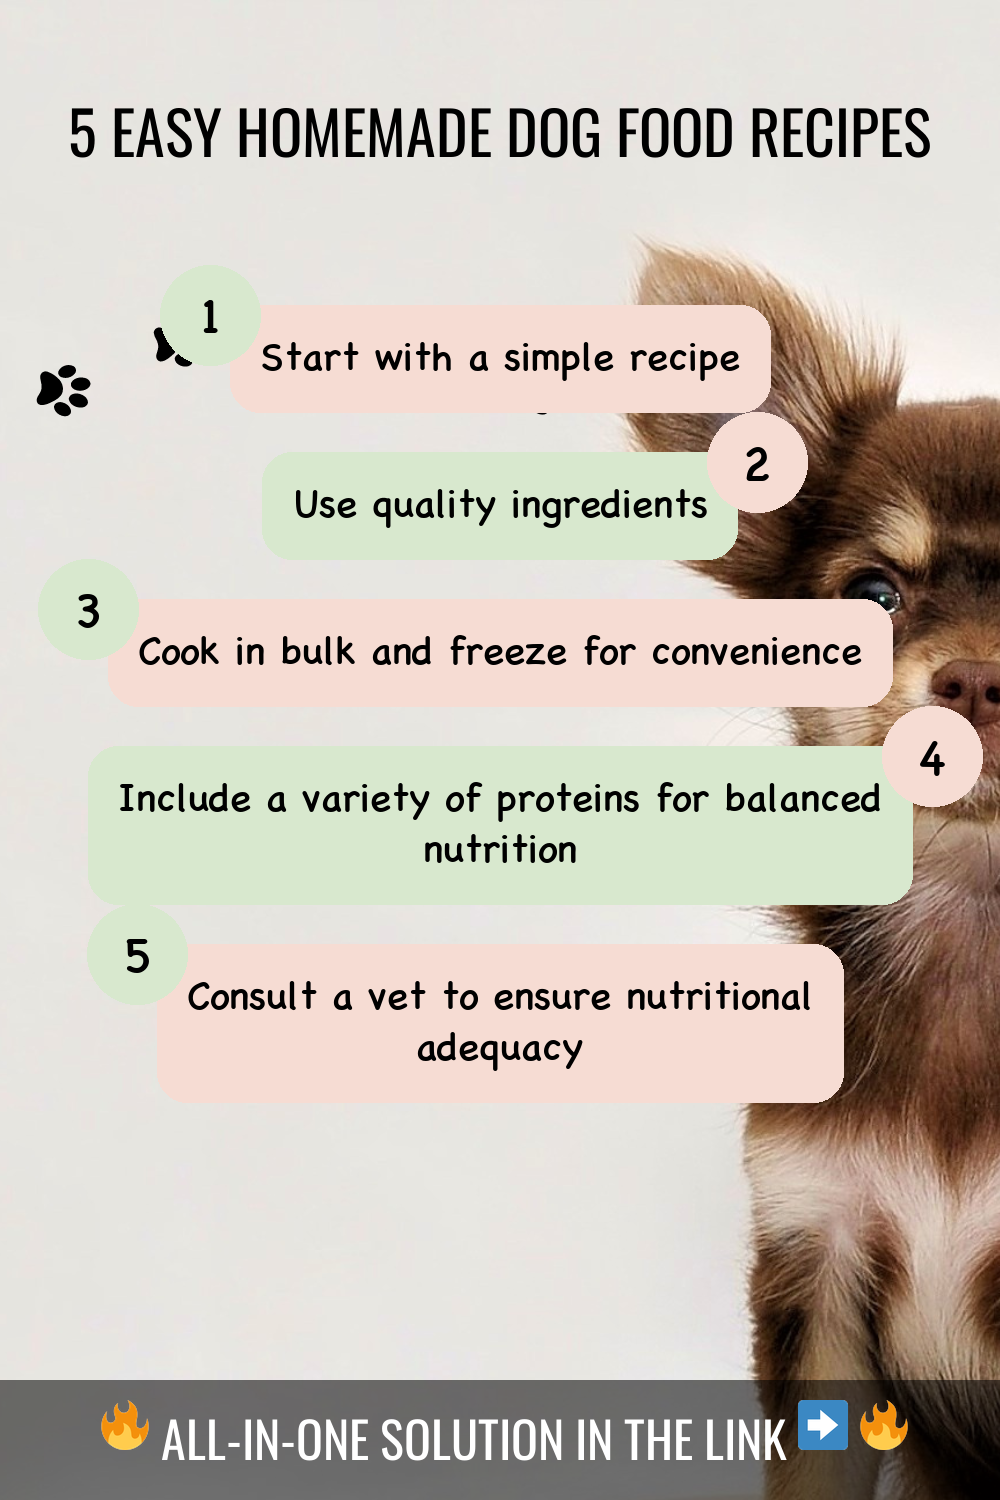 5 EASY HOMEMADE DOG FOOD RECIPES
1
Start with a simple recipe
2
Use quality ingredients
3
Cook in bulk and freeze for convenience
4
Include a variety of proteins for balanced
nutrition
5
Consult a vet to ensure nutritional
adequacy
🔥 ALL-IN-ONE SOLUTION IN THE LINK ➡️ 🔥